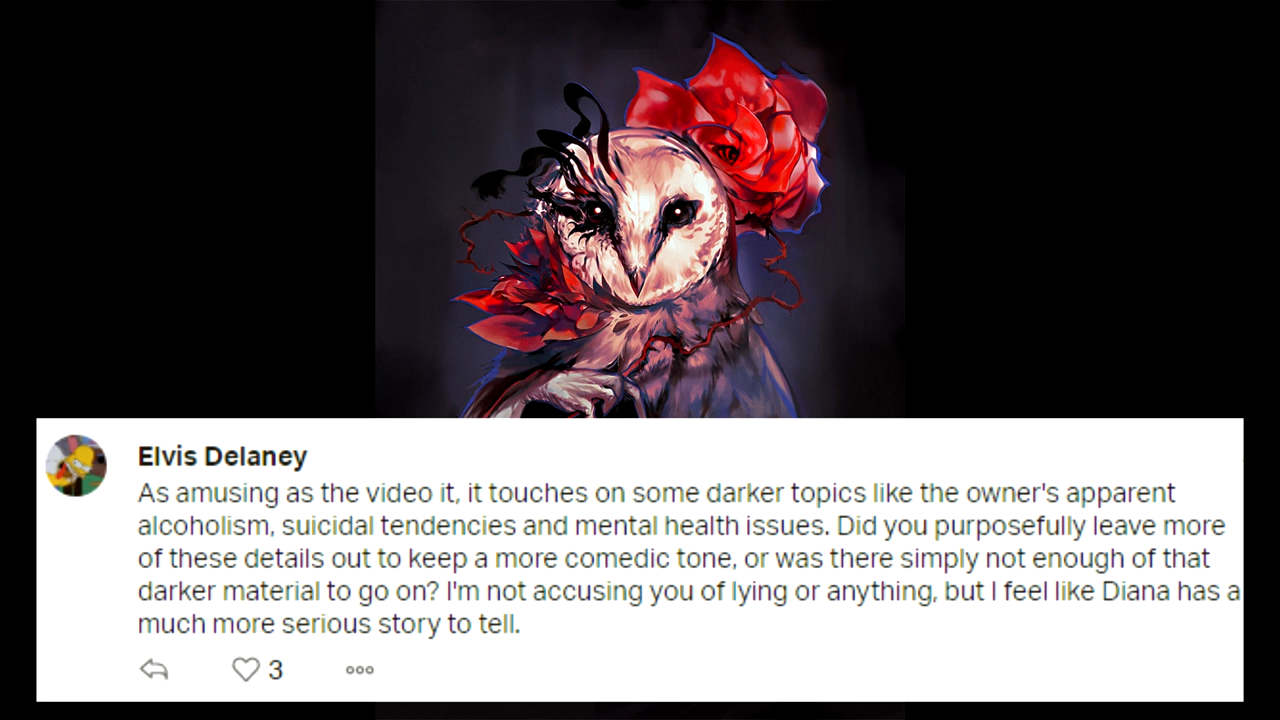 Elvis Delaney
As amusing as the video it, it touches on some darker topics like the owner's apparent
alcoholism, suicidal tendencies and mental health issues. Did you purposefully leave more
of these details out to keep a more comedic tone, or was there simply not enough of that
darker material to go on? I'm not accusing you of lying or anything, but I feel like Diana has a
much more serious story to tell.
3